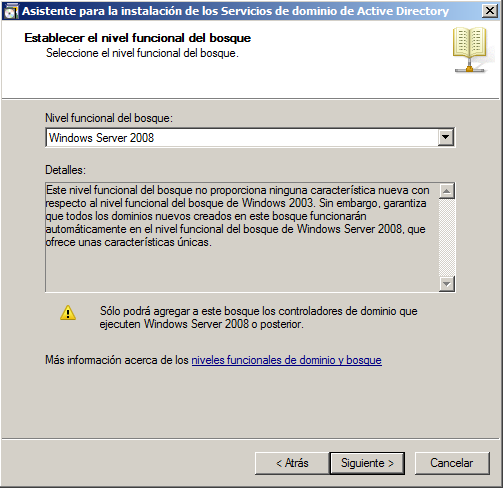 Asistente para la instalación de los Servicios de dominio de Active Directory
Establecer el nivel funcional del bosque
Seleccione el nivel funcional del bosque.
Nivel funcional del bosque:
Windows Server 2008
Detalles:
Este nivel funcional del bosque no proporciona ninguna característica nueva con
respecto al nivel funcional del bosque de Windows 2003. Sin embargo, garantiza
que todos los dominios nuevos creados en este bosque funcionarán
automáticamente en el nivel funcional del bosque de Windows Server 2008, que
ofrece unas características únicas.
Sólo podrá agregar a este bosque los controladores de dominio que
ejecuten Windows Server 2008 o posterior.
Más información acerca de los niveles funcionales de dominio y bosque
< Atrás
Siguiente >
Cancelar